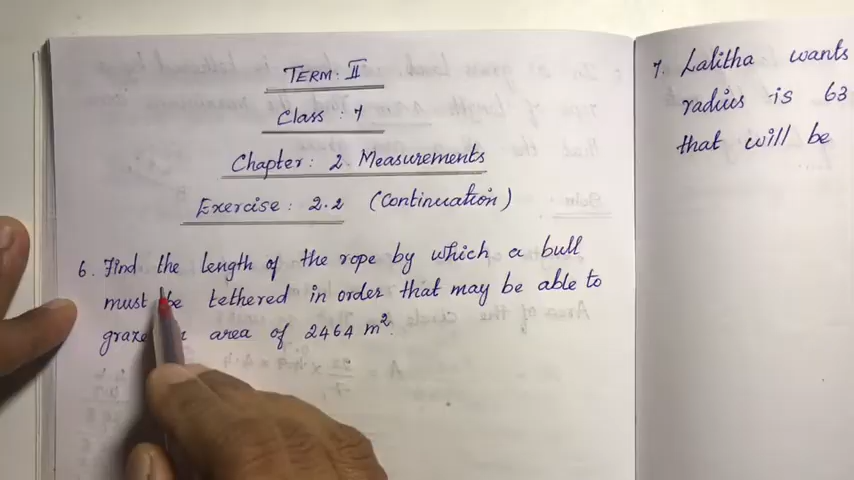 TERM: II
Class: 7
Chapter: 2 Measurements
Exercise: 2.2 (Continuation)
6. Find the length of the rope by which a bull
must be tethered in order that may be able to
graze area of 2464 m².
7. Lalitha wants
radius is 63
that will be